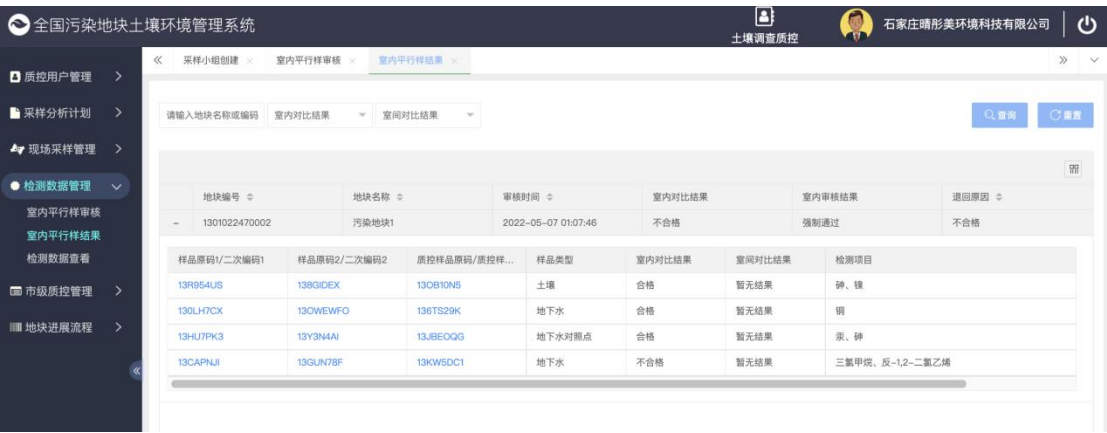 全国污染地块土壤环境管理系统
土壤调查质控
石家庄晴彤美环境科技有限公司
质控用户管理
采样分析计划
现场采样管理
检测数据管理
室内平行样审核
室内平行样结果
检测数据查看
市级质控管理
地块进展流程
采样小组创建 室内平行样审核 室内平行样结果
请输入地块名称或编码 室内对比结果 室间对比结果 查询 重置
地块编号 地块名称 审核时间 室内对比结果 室内审核结果 退回原因
1301022470002 污染地块1 2022-05-07 01:07:46 不合格 强制通过 不合格
样品原码1/二次编码1 样品原码2/二次编码2 质控样品原码/质控样... 样品类型 室内对比结果 室间对比结果 检测项目
13R954US 138GIDEX 13OB10N5 土壤 合格 暂无结果 砷、镍
130LH7CX 13OWEWFO 136TS29K 地下水 合格 暂无结果 铜
13HU7PK3 13Y3N4AI 13JBEOQG 地下水对照点 合格 暂无结果 汞、砷
13CAPNJI 13GUN78F 13KW5DC1 地下水 不合格 暂无结果 三氯甲烷、反-1,2-二氯乙烯